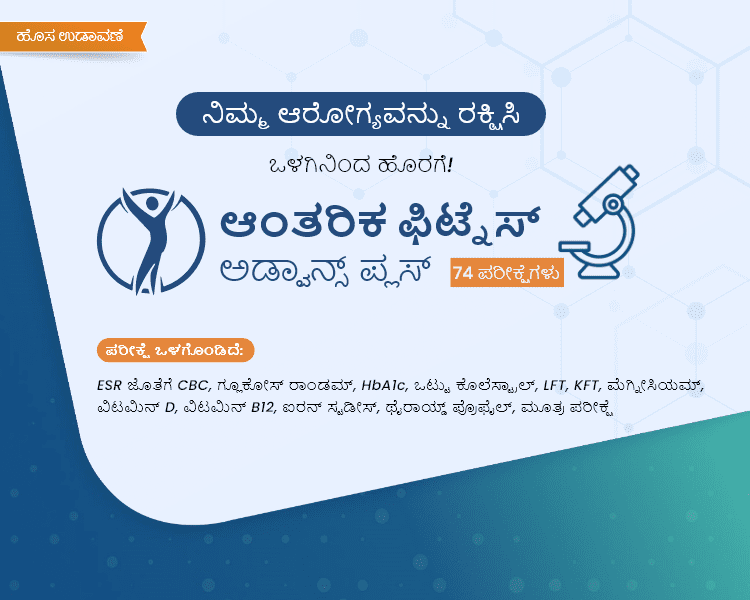 ಹೊಸ ಉಡಾವಣೆ
ನಿಮ್ಮ ಆರೋಗ್ಯವನ್ನು ರಕ್ಷಿಸಿ
ಒಳಗಿನಿಂದ ಹೊರಗೆ!
ಆಂತರಿಕ ಫಿಟ್ನೆಸ್
ಅಡ್ವಾನ್ಸ್ ಪ್ಲಸ್ 74 ಪರೀಕ್ಷೆಗಳು
ಪರೀಕ್ಷೆ ಒಳಗೊಂಡಿದೆ:
ESR ಜೊತೆಗೆ CBC, ಗ್ಲೂಕೋಸ್ ರಾಂಡಮ್, HbA1c, ಒಟ್ಟು ಕೊಲೆಸ್ಟ್ರಾಲ್, LFT, KFT, ಮೆಗ್ನೀಸಿಯಮ್,
ವಿಟಮಿನ್ D, ವಿಟಮಿನ್ B12, ಐರನ್ ಸ್ಟಡೀಸ್, ಥೈರಾಯ್ಡ್ ಪ್ರೊಫೈಲ್, ಮೂತ್ರ ಪರೀಕ್ಷೆ